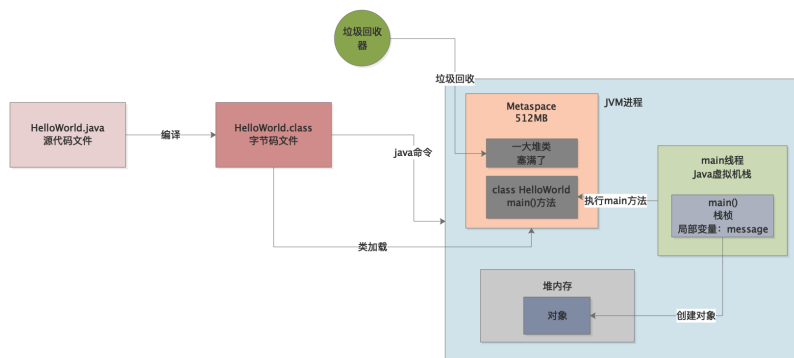 垃圾回收
器
垃圾回收
JVM进程
Metaspace
512MB
HelloWorld.java
源代码文件
编译
HelloWorld.class
字节码文件
java命令
一大堆类
塞满了
main线程
Java虚拟机栈
class HelloWorld
main()方法
执行main方法
main()
栈桢
局部变量：message
类加载
堆内存
对象
创建对象